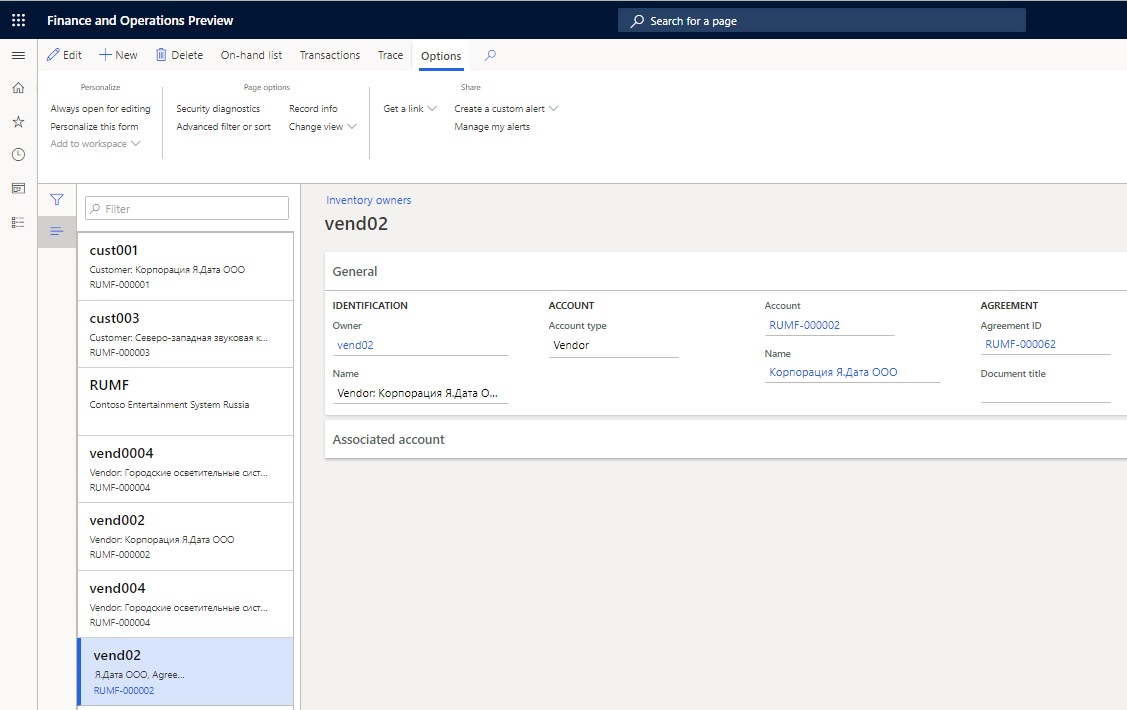 Finance and Operations Preview
Search for a page
Edit New Delete On-hand list Transactions Trace Options
Personalize
Always open for editing
Personalize this form
Add to workspace
Page options
Security diagnostics Record info
Advanced filter or sort Change view
Share
Get a link Create a custom alert
Manage my alerts
Filter
cust001
Customer: Корпорация Я.Дата ООО
RUMF-000001
cust003
Customer: Северо-западная звуковая к...
RUMF-000003
RUMF
Contoso Entertainment System Russia
vend0004
Vendor: Городские осветительные сист...
RUMF-000004
vend002
Vendor: Корпорация Я.Дата ООО
RUMF-000002
vend004
Vendor: Городские осветительные сист...
RUMF-000004
vend02
Я.Дата ООО, Agree...
RUMF-000002
Inventory owners
vend02
General
IDENTIFICATION
Owner
vend02
Name
Vendor: Корпорация Я.Дата О...
ACCOUNT
Account type
Vendor
Account
RUMF-000002
Name
Корпорация Я.Дата ООО
AGREEMENT
Agreement ID
RUMF-000062
Document title
Associated account